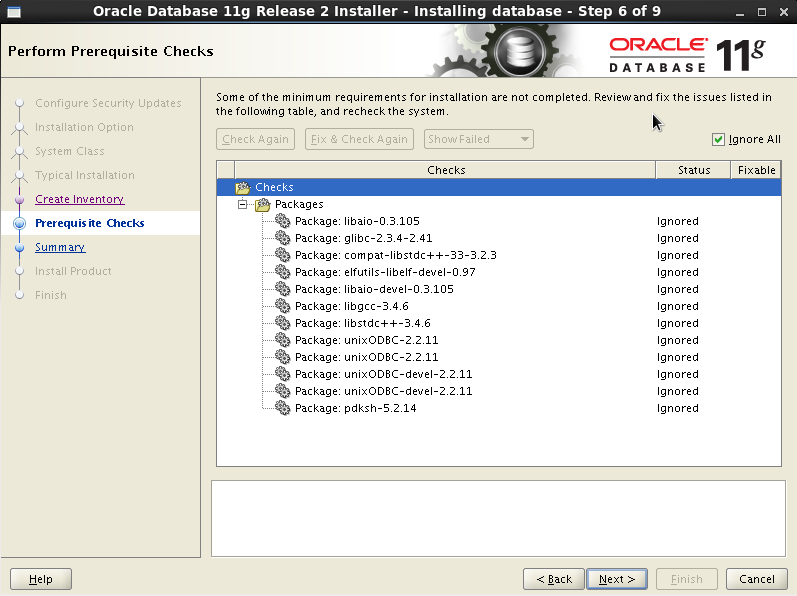 Oracle Database 11g Release 2 Installer - Installing database - Step 6 of 9
Perform Prerequisite Checks
ORACLE®
DATABASE 11g
Configure Security Updates
Installation Option
System Class
Typical Installation
Create Inventory
Prerequisite Checks
Summary
Install Product
Finish
Some of the minimum requirements for installation are not completed. Review and fix the issues listed in
the following table, and recheck the system.
Check Again Fix & Check Again Show Failed Ignore All
Checks Status Fixable
Checks
Packages
Package: libaio-0.3.105 Ignored
Package: glibc-2.3.4-2.41 Ignored
Package: compat-libstdc++-33-3.2.3 Ignored
Package: elfutils-libelf-devel-0.97 Ignored
Package: libaio-devel-0.3.105 Ignored
Package: libgcc-3.4.6 Ignored
Package: libstdc++-3.4.6 Ignored
Package: unixODBC-2.2.11 Ignored
Package: unixODBC-2.2.11 Ignored
Package: unixODBC-devel-2.2.11 Ignored
Package: unixODBC-devel-2.2.11 Ignored
Package: pdksh-5.2.14 Ignored
Help < Back Next > Finish Cancel